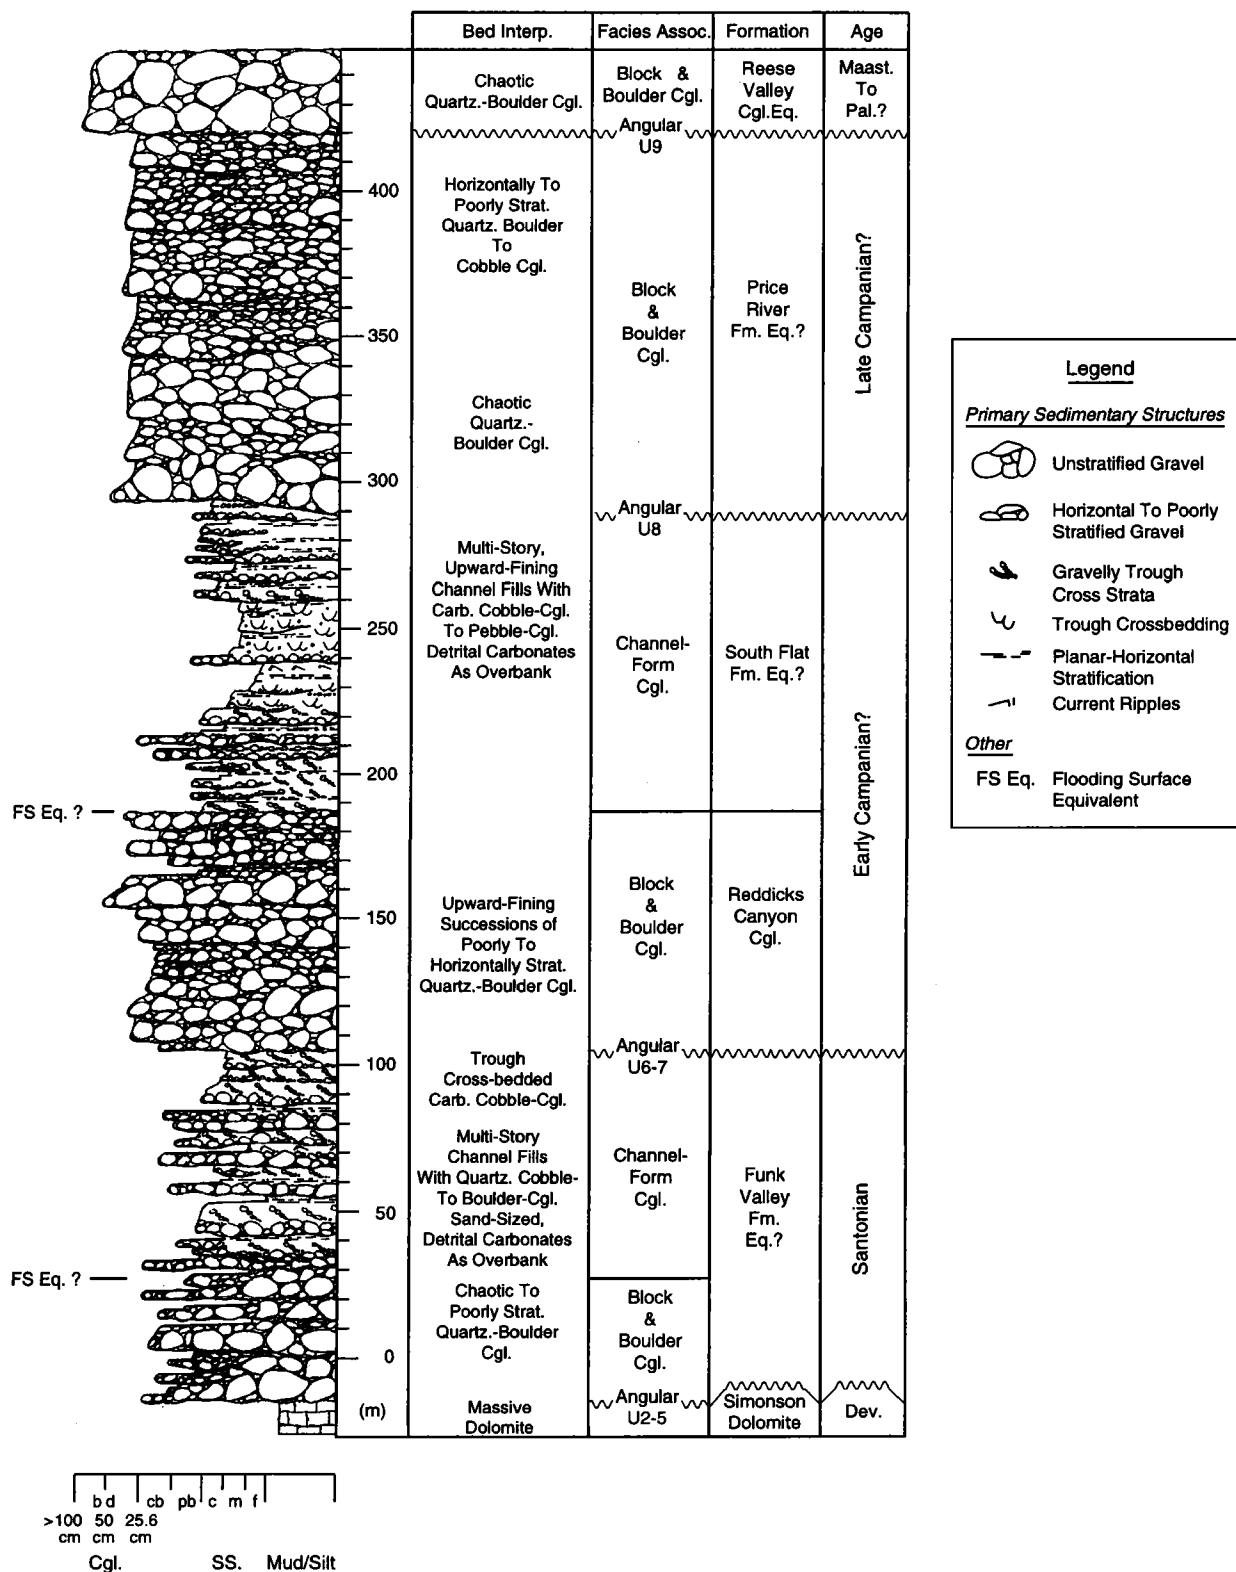 Bed Interp.
Facies Assoc.
Formation
Age
Chaotic
Quartz.-Boulder Cgl.
Block &
Boulder Cgl.
Reese
Valley
Cgl.Eq.
Maast.
To
Pal.?
Angular
U9
Horizontally To
Poorly Strat.
Quartz. Boulder
To
Cobble Cgl.
Chaotic
Quartz.-
Boulder Cgl.
Block
&
Boulder
Cgl.
Price
River
Fm. Eq.?
Late Campanian?
Angular
U8
Multi-Story,
Upward-Fining
Channel Fills With
Carb. Cobble-Cgl.
To Pebble-Cgl.
Detrital Carbonates
As Overbank
Channel-
Form
Cgl.
South Flat
Fm. Eq.?
Early Campanian?
Upward-Fining
Successions of
Poorly To
Horizontally Strat.
Quartz.-Boulder Cgl.
Block
&
Boulder
Cgl.
Reddicks
Canyon
Cgl.
Angular
U6-7
Trough
Cross-bedded
Carb. Cobble-Cgl.
Multi-Story
Channel Fills
With Quartz. Cobble-
To Boulder-Cgl.
Sand-Sized,
Detrital Carbonates
As Overbank
Channel-
Form
Cgl.
Funk
Valley
Fm.
Eq.?
Santonian
Chaotic To
Poorly Strat.
Quartz.-Boulder
Cgl.
Block
&
Boulder
Cgl.
Angular
U2-5
Massive
Dolomite
Simonson
Dolomite
Dev.
400
350
300
250
200
150
100
50
0
(m)
FS Eq. ?
FS Eq. ?
b d
cb
pb
c
m
f
>100
cm
50
cm
25.6
cm
Cgl.
SS.
Mud/Silt
Legend
Primary Sedimentary Structures
Unstratified Gravel
Horizontal To Poorly
Stratified Gravel
Gravelly Trough
Cross Strata
Trough Crossbedding
Planar-Horizontal
Stratification
Current Ripples
Other
FS Eq.
Flooding Surface
Equivalent